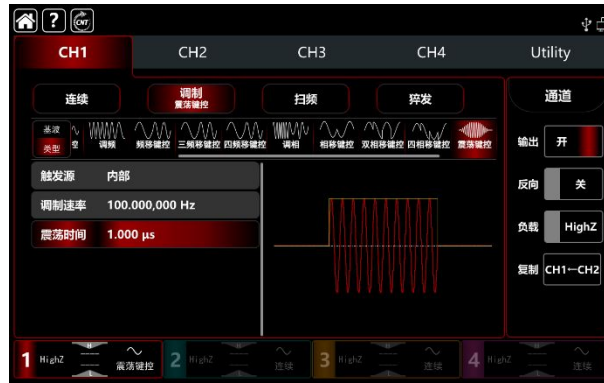 ? CNT
CH1 CH2 CH3 CH4 Utility
连续 调制 扫频 猝发 通道
震荡键控
基波
类型
调频 频移键控 三频移键控 四频移键控 调相 相移键控 双相移键控 四相移键控 震荡键控
输出 开
触发源 内部
反向 关
调制速率 100.000,000 Hz
负载 HighZ
震荡时间 1.000 μs
复制 CH1←CH2
1 HighZ 震荡键控 2 HighZ 连续 3 HighZ 连续 4 HighZ 连续